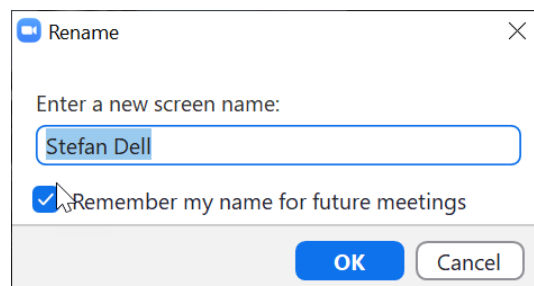 Rename
Enter a new screen name:
Stefan Dell
Remember my name for future meetings
OK Cancel